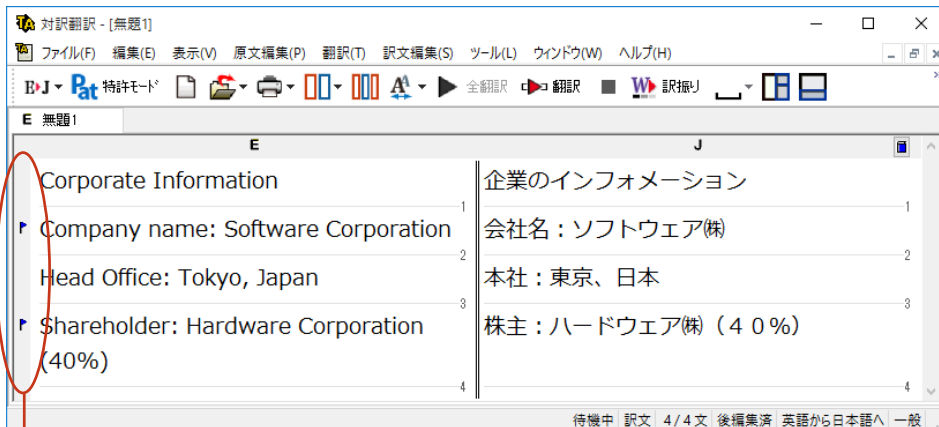 対訳翻訳 - [無題1]
ファイル(F) 編集(E) 表示(V) 原文編集(P) 翻訳(T) 訳文編集(S) ツール(L) ウィンドウ(W) ヘルプ(H)
E▸J Pat 特許モード A 全翻訳 翻訳 W 訳振り
E 無題1
E J
Corporate Information 企業のインフォメーション
1 1
Company name: Software Corporation 会社名：ソフトウェア㈱
2 2
Head Office: Tokyo, Japan 本社：東京、日本
3 3
Shareholder: Hardware Corporation 株主：ハードウェア㈱（４０％）
(40%)
4 4
待機中 訳文 4/4文 後編集済 英語から日本語へ 一般